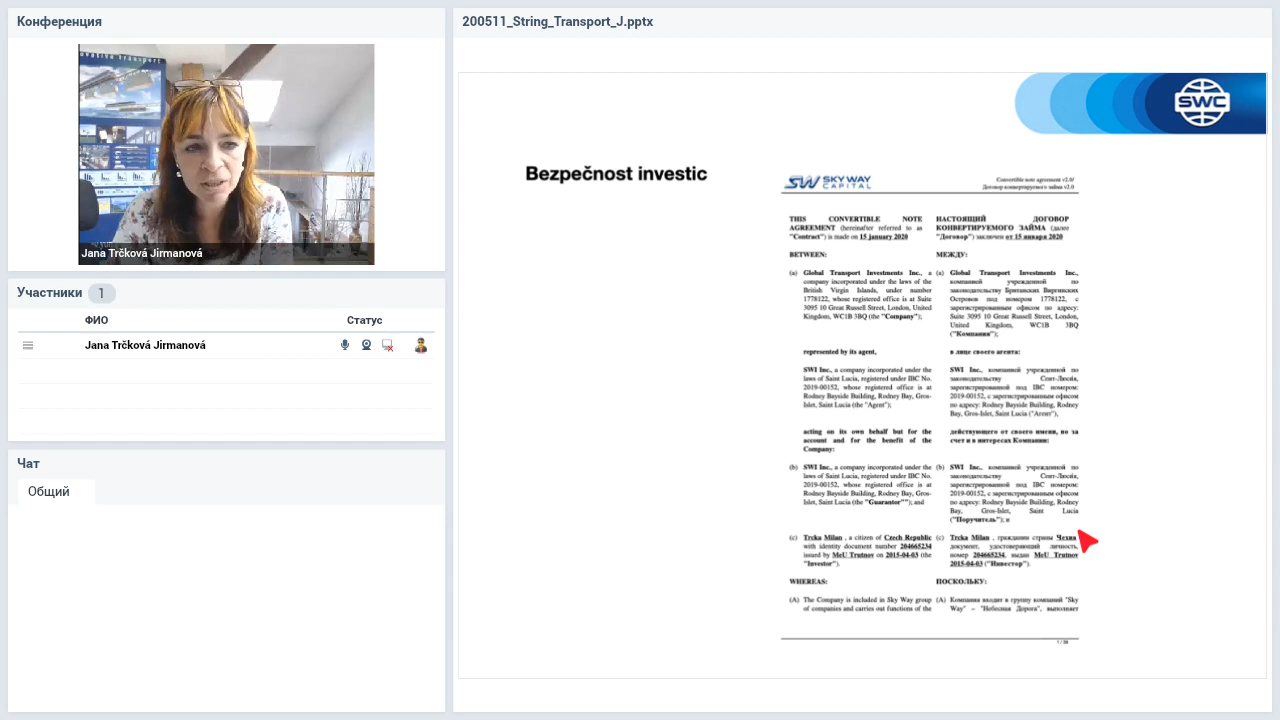 Конференция
Jana Trčková Jirmanová
Участники 1
ФИО
татус
Jana Trčková Jirmanová
Чат
Общий
200511_String_Transport_J.pptx
SWC
Bezpečnost investic
SW SKY WAY
CAPITAL
Convertible note agreement v2.0/
Договор конвертируемого займа v2.0
THIS CONVERTIBLE NOTE
AGREEMENT (hereinafter referred to as
"Contract") is made on 15 january 2020
BETWEEN:
(a) Global Transport Investments Inc., a
company incorporated under the laws of the
British Virgin Islands, under number
1778122, whose registered office is at Suite
3095 10 Great Russell Street, London, United
Kingdom, WC1B 3BQ (the "Company");
represented by its agent,
SWI Inc., a company incorporated under the
laws of Saint Lucia, registered under IBC No.
2019-00152, whose registered office is at
Rodney Bayside Building, Rodney Bay, Gros-
Islet, Saint Lucia (the "Agent");
acting on its own behalf but for the
account and for the benefit of the
Company:
(b) SWI Inc., a company incorporated under the
laws of Saint Lucia, registered under IBC No.
2019-00152, whose registered office is at
Rodney Bayside Building, Rodney Bay, Gros-
Islet, Saint Lucia (the "Guarantor""); and
(c) Trcka Milan , a citizen of Czech Republic
with identity document number 204665234
issued by MeU Trutnov on 2015-04-03 (the
"Investor").
WHEREAS:
(A) The Company is included in Sky Way group
of companies and carries out functions of the
НАСТОЯЩИЙ ДОГОВОР
КОНВЕРТИРУЕМОГО ЗАЙМА (далее
"Договор") заключен от 15 января 2020
МЕЖДУ:
(a) Global Transport Investments Inc.,
компанией учрежденной по
законодательству Британских Виргинских
Островов под номером 1778122, с
зарегистрированным офисом по адресу:
Suite 3095 10 Great Russell Street, London,
United Kingdom, WC1B 3BQ
("Компания");
в лице своего агента:
SWI Inc., компанией учрежденной по
законодательству Сент-Люсия,
зарегистрированной под IBC номером:
2019-00152, с зарегистрированным офисом
по адресу: Rodney Bayside Building, Rodney
Bay, Gros-Islet, Saint Lucia ("Агент"),
действующего от своего имени, но за
счет и в интересах Компании:
(b) SWI Inc., компанией учрежденной по
законодательству Сент-Люсия,
зарегистрированной под IBC номером:
2019-00152, с зарегистрированным офисом
по адресу: Rodney Bayside Building, Rodney
Bay, Gros-Islet, Saint Lucia
("Поручитель"); и
(c) Trcka Milan , гражданин страны Чехия
документ, удостоверяющий личность,
номер 204665234, выдан MeU Trutnov
2015-04-03 ("Инвестор").
ПОСКОЛЬКУ:
(A) Компания входит в группу компаний "Sky
Way" – "Небесная Дорога", выполняет